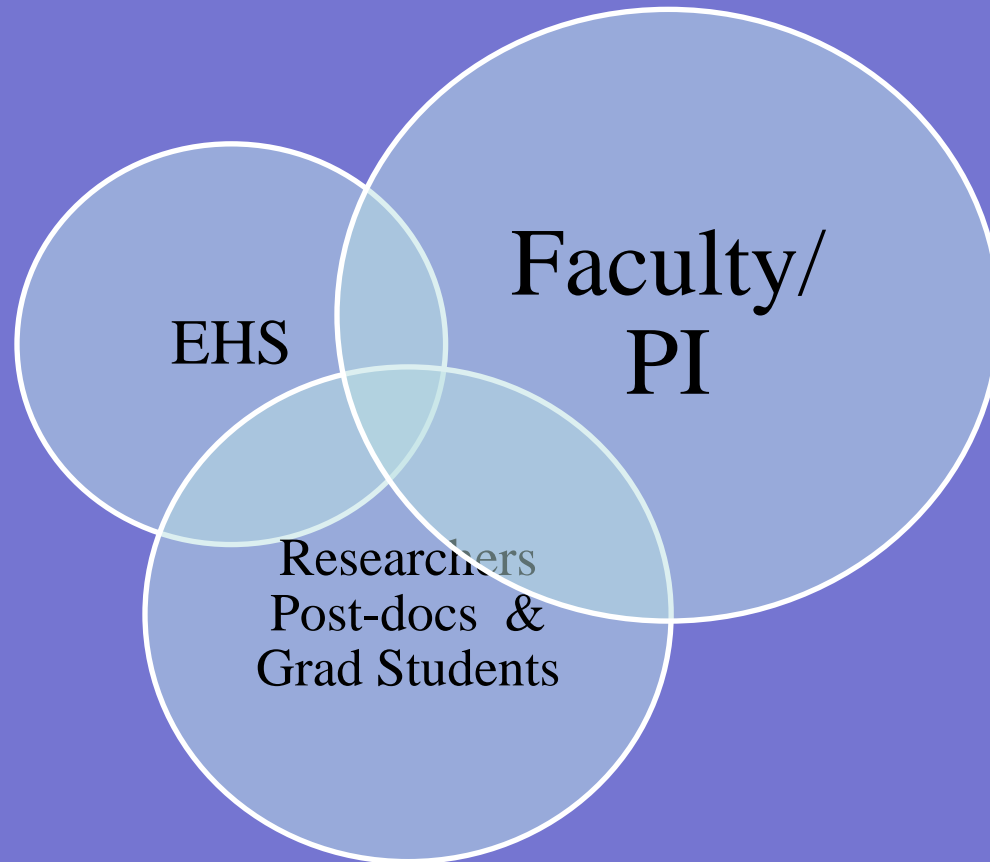 Faculty/
PI
EHS
Researchers
Post-docs &
Grad Students